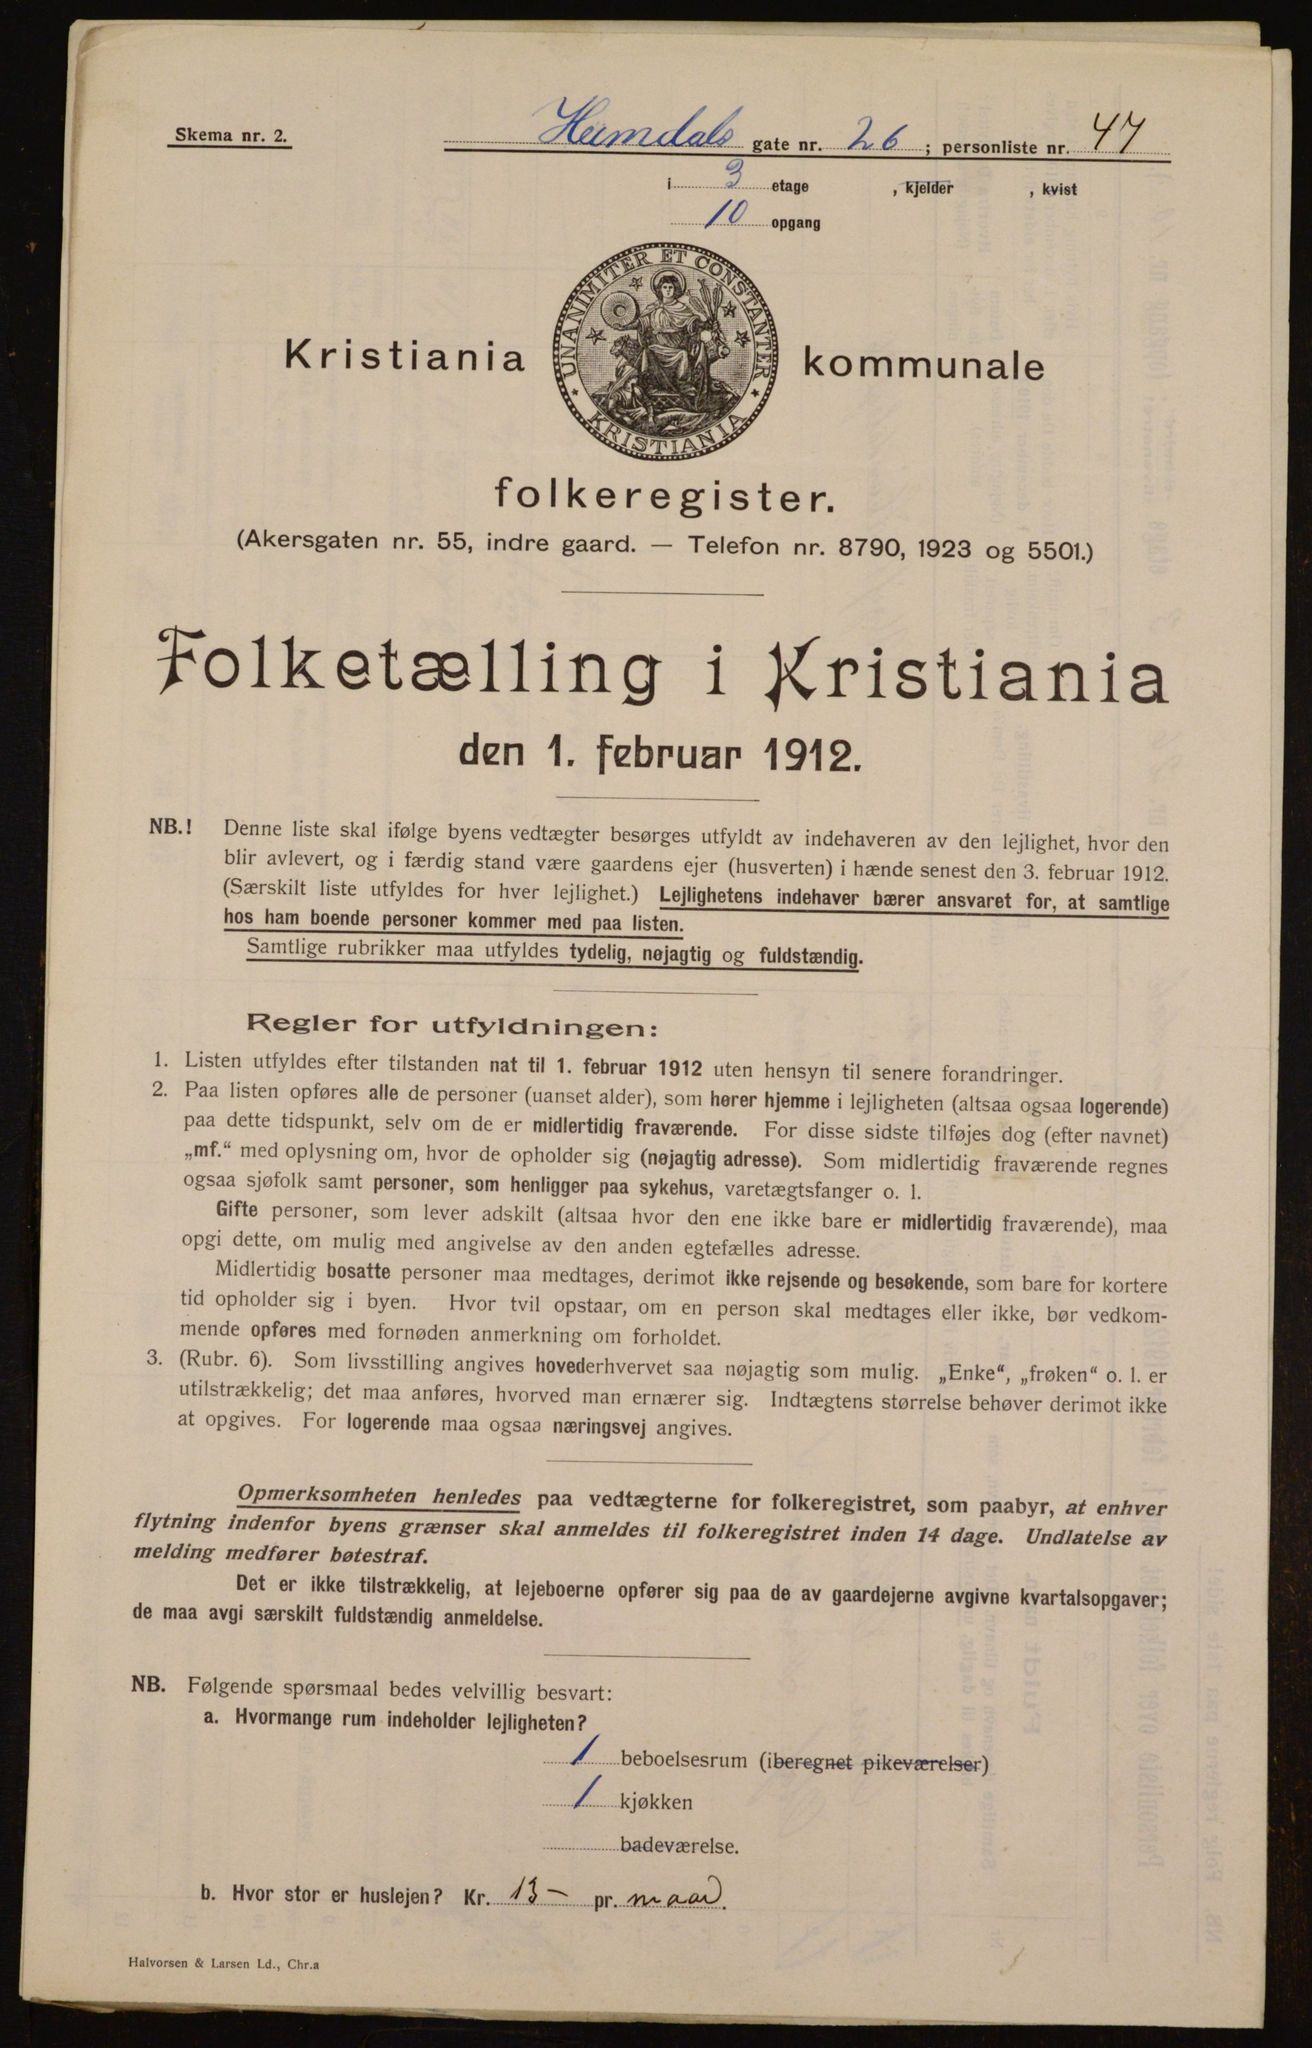 Skema nr. 2.
Heimdals gate nr. 26; personliste nr. 47
i 3 etage , kjelder , kvist
10 opgang
UNANIMITER ET CONSTANTER
KRISTIANIA
Kristiania kommunale
folkeregister.
(Akersgaten nr. 55, indre gaard. — Telefon nr. 8790, 1923 og 5501.)
Folketælling i Kristiania
den 1. februar 1912.
NB.! Denne liste skal ifølge byens vedtægter besørges utfyldt av indehaveren av den lejlighet, hvor den
blir avlevert, og i færdig stand være gaardens ejer (husverten) i hænde senest den 3. februar 1912.
(Særskilt liste utfyldes for hver lejlighet.) Lejlighetens indehaver bærer ansvaret for, at samtlige
hos ham boende personer kommer med paa listen.
Samtlige rubrikker maa utfyldes tydelig, nøjagtig og fuldstændig.
Regler for utfyldningen:
1. Listen utfyldes efter tilstanden nat til 1. februar 1912 uten hensyn til senere forandringer.
2. Paa listen opføres alle de personer (uanset alder), som hører hjemme i lejligheten (altsaa ogsaa logerende)
paa dette tidspunkt, selv om de er midlertidig fraværende. For disse sidste tilføjes dog (efter navnet)
„mf.“ med oplysning om, hvor de opholder sig (nøjagtig adresse). Som midlertidig fraværende regnes
ogsaa sjøfolk samt personer, som henligger paa sykehus, varetægtsfanger o. l.
Gifte personer, som lever adskilt (altsaa hvor den ene ikke bare er midlertidig fraværende), maa
opgi dette, om mulig med angivelse av den anden egtefælles adresse.
Midlertidig bosatte personer maa medtages, derimot ikke rejsende og besøkende, som bare for kortere
tid opholder sig i byen. Hvor tvil opstaar, om en person skal medtages eller ikke, bør vedkom-
mende opføres med fornøden anmerkning om forholdet.
3. (Rubr. 6). Som livsstilling angives hovederhvervet saa nøjagtig som mulig. „Enke“, „frøken“ o. l. er
utilstrækkelig; det maa anføres, hvorved man ernærer sig. Indtægtens størrelse behøver derimot ikke
at opgives. For logerende maa ogsaa næringsvej angives.
Opmerksomheten henledes paa vedtægterne for folkeregistret, som paabyr, at enhver
flytning indenfor byens grænser skal anmeldes til folkeregistret inden 14 dage. Undlatelse av
melding medfører bøtestraf.
Det er ikke tilstrækkelig, at lejeboerne opfører sig paa de av gaardejerne avgivne kvartalsopgaver;
de maa avgi særskilt fuldstændig anmeldelse.
NB. Følgende spørsmaal bedes velvillig besvart:
a. Hvormange rum indeholder lejligheten?
1 beboelsesrum (iberegnet pikeværelser)
1 kjøkken
badeværelse.
b. Hvor stor er huslejen? Kr. 13- pr. maad.
Halvorsen & Larsen Ld., Chr.a